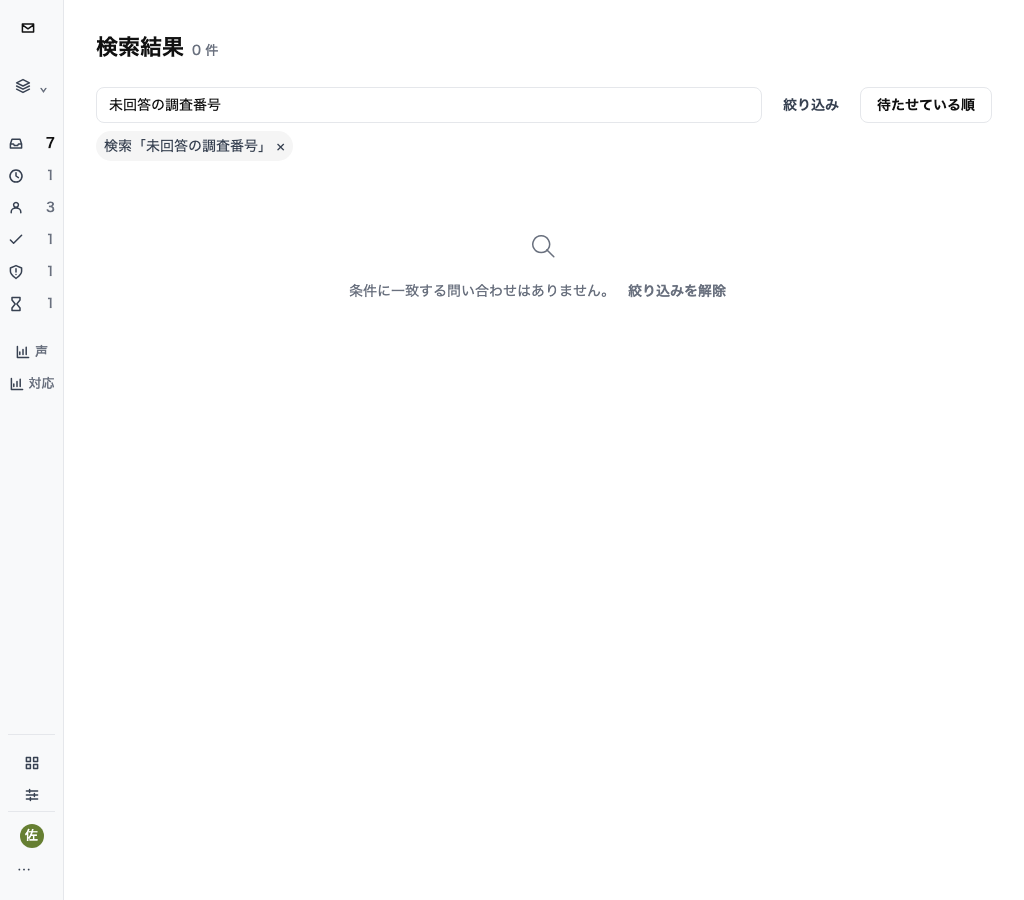 検索結果 0 件
未回答の調査番号
絞り込み
待たせている順
検索「未回答の調査番号」 ×
7
1
3
1
1
1
声
対応
条件に一致する問い合わせはありません。 絞り込みを解除
佐
…